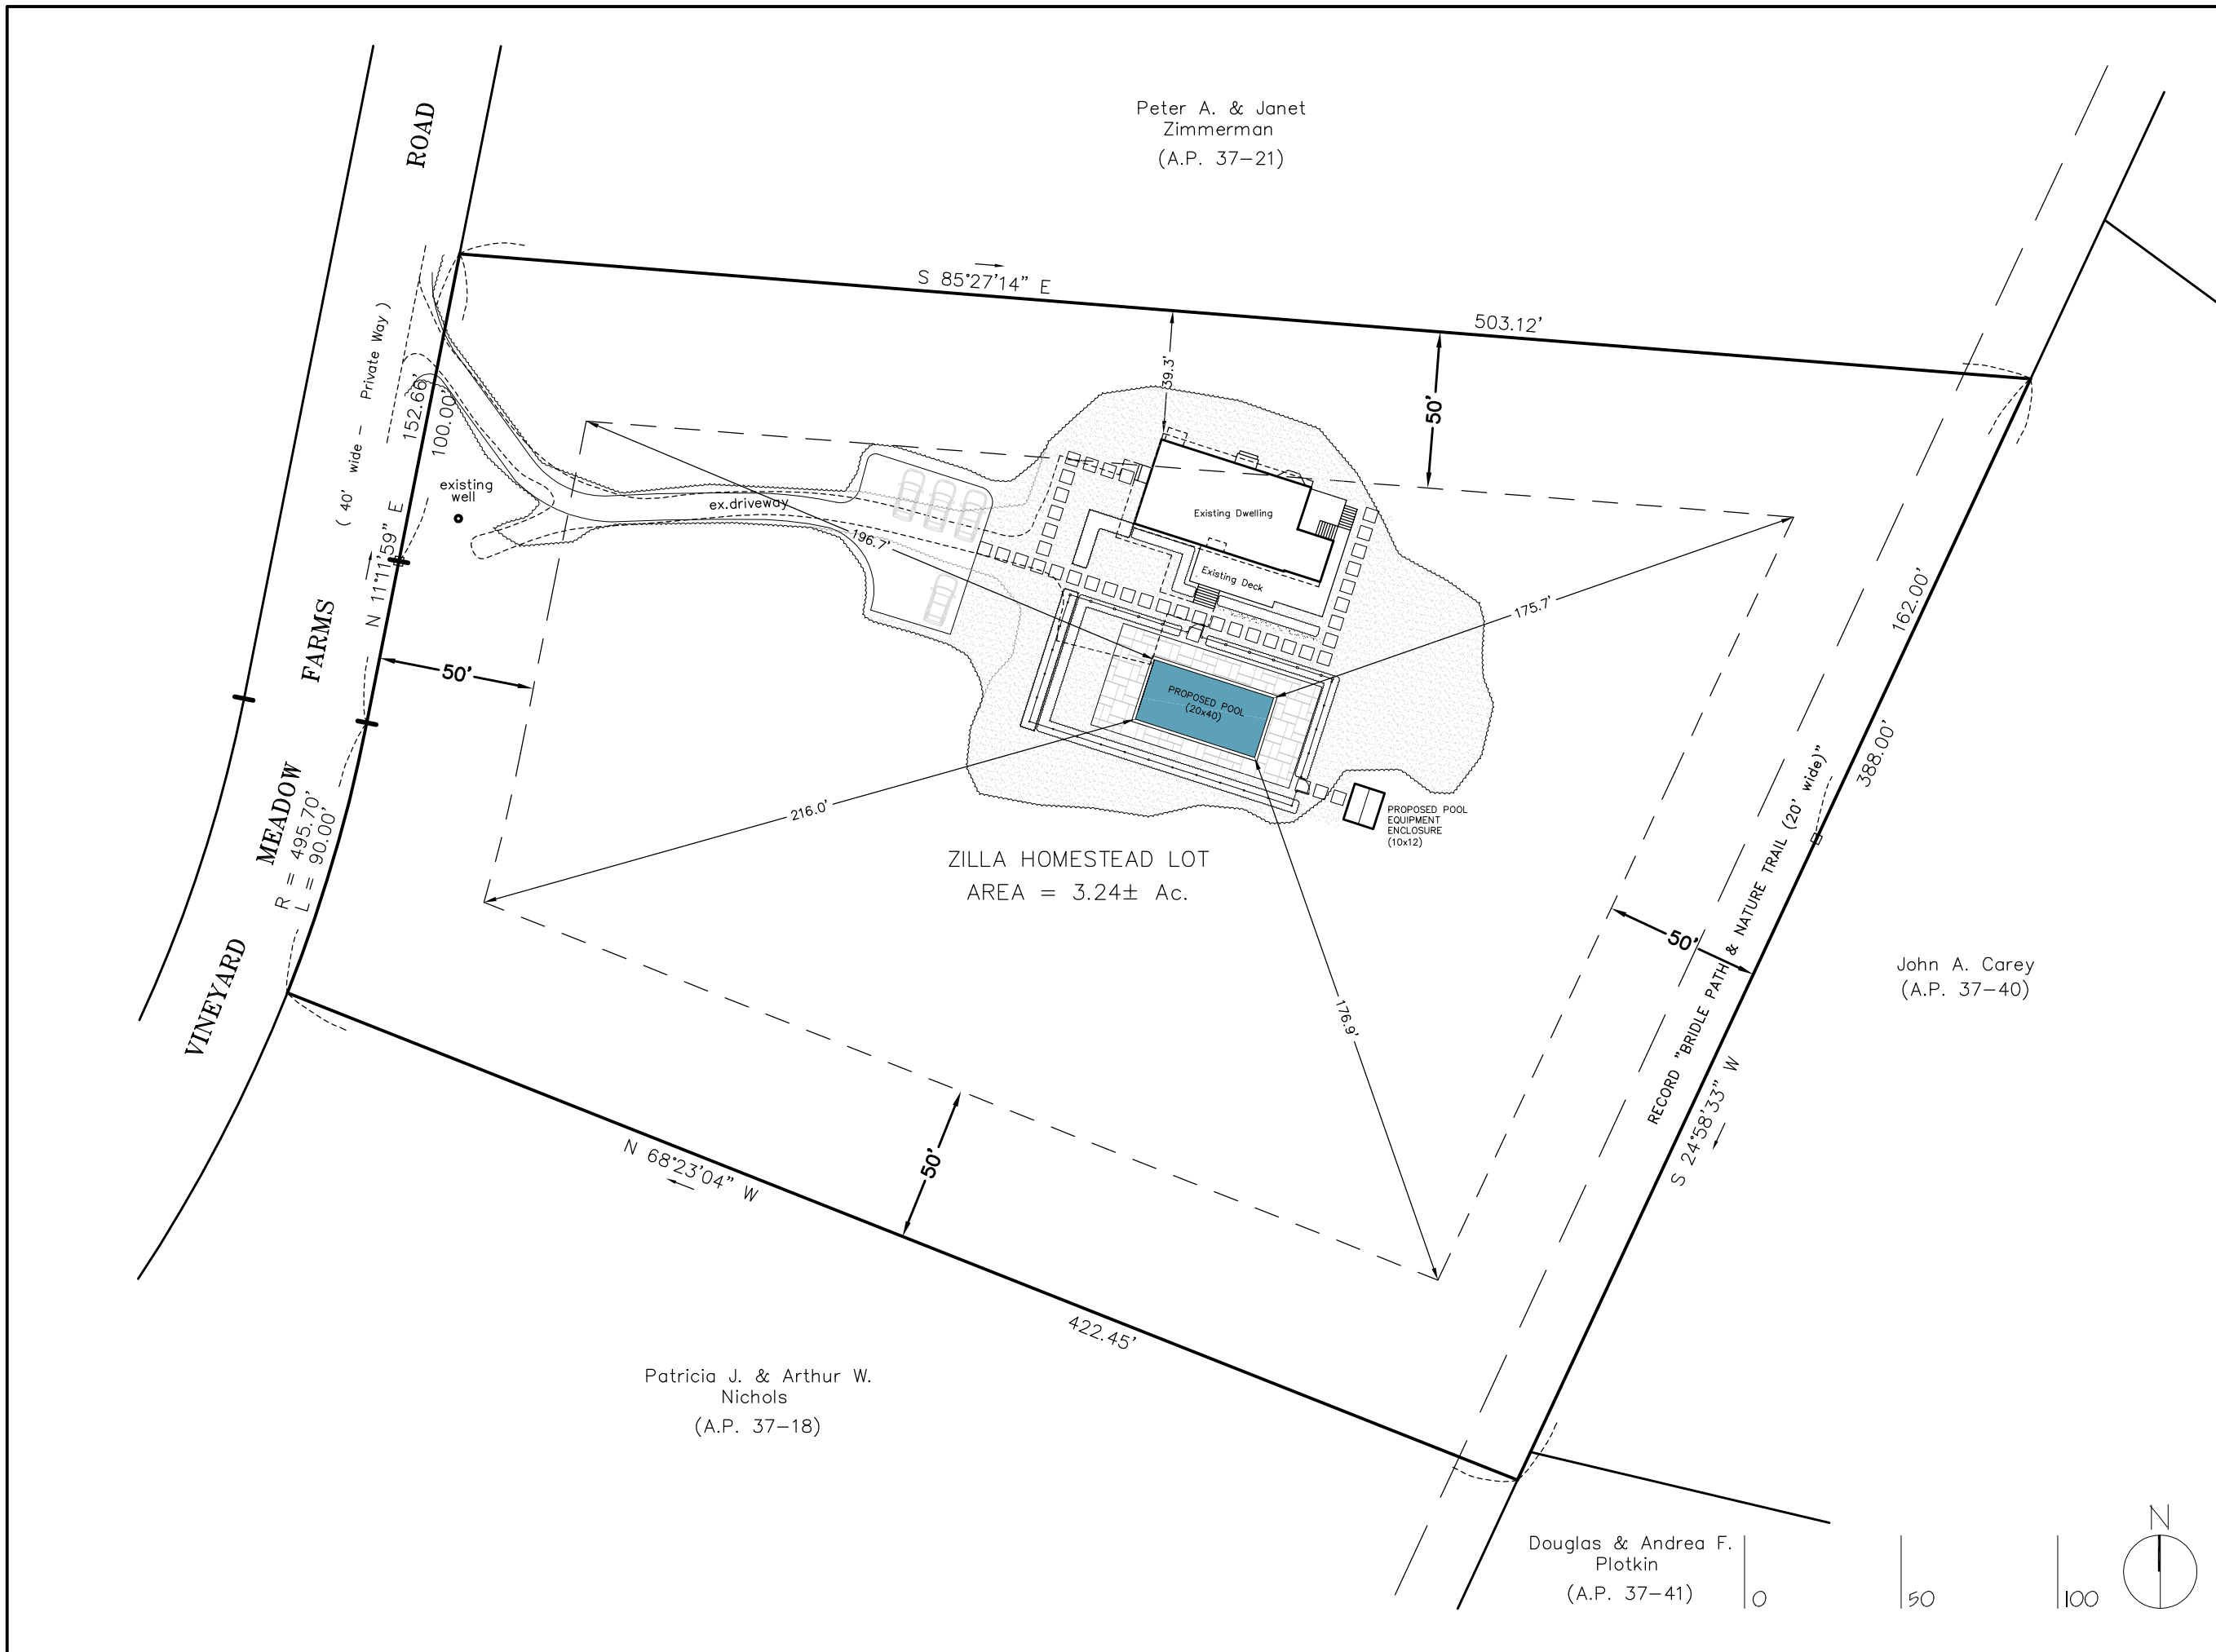 Peter A. & Janet
Zimmerman
(A.P. 37-21)
ROAD
S 85°27'14" E
503.12'
( 40' wide - Private Way )
152.66'
100.00'
39.3'
50'
existing
well
ex.driveway
196.7'
Existing Dwelling
Existing Deck
N 11°11'59" E
FARMS
50'
175.7'
162.00'
PROPOSED POOL
(20x40)
388.00'
MEADOW
R = 495.70'
L = 90.00'
216.0'
PROPOSED POOL
EQUIPMENT
ENCLOSURE
(10x12)
ZILLA HOMESTEAD LOT
AREA = 3.24± Ac.
RECORD "BRIDLE PATH & NATURE TRAIL (20' wide)"
50'
John A. Carey
(A.P. 37-40)
VINEYARD
176.9'
S 24°58'33" W
N 68°23'04" W
50'
422.45'
Patricia J. & Arthur W.
Nichols
(A.P. 37-18)
Douglas & Andrea F.
Plotkin
(A.P. 37-41)
0
50
100
N